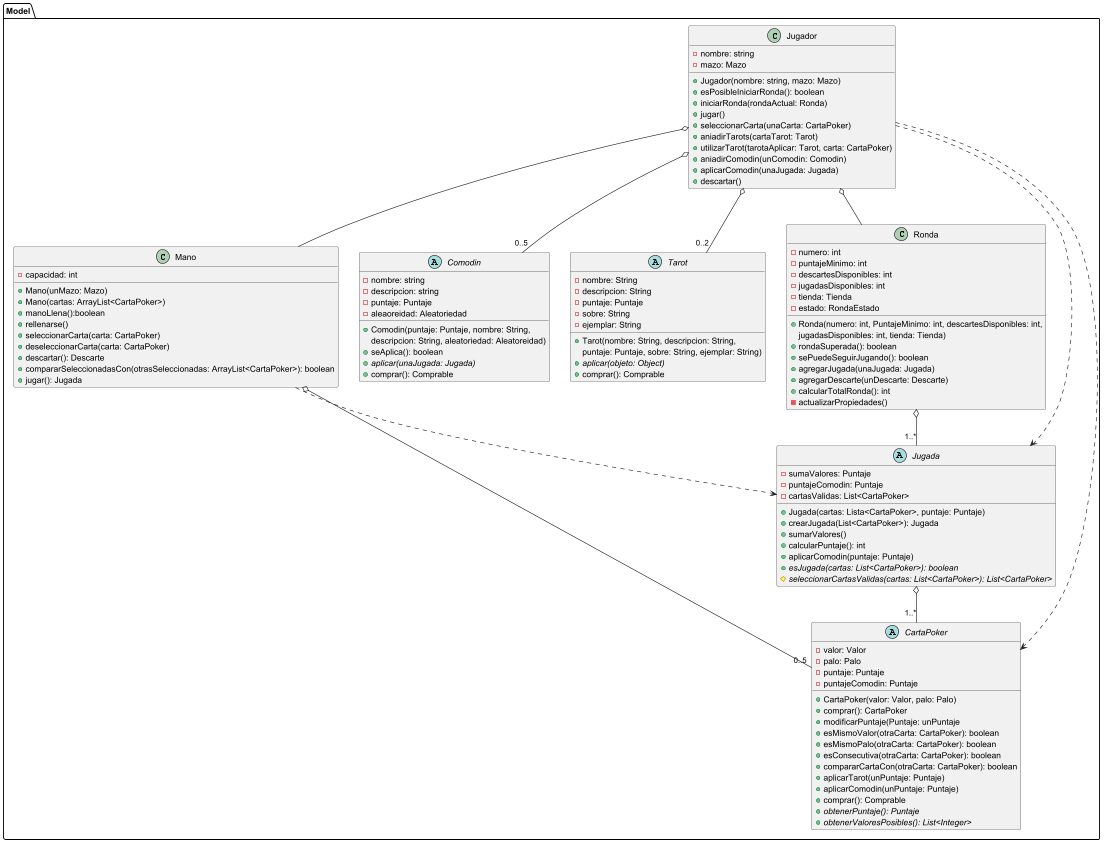 Model
C Jugador
nombre: string
mazo: Mazo
Jugador(nombre: string, mazo: Mazo)
esPosibleIniciarRonda(): boolean
iniciarRonda(rondaActual: Ronda)
jugar()
seleccionarCarta(unaCarta: CartaPoker)
aniadirTarots(cartaTarot: Tarot)
utilizarTarot(tarotaAplicar: Tarot, carta: CartaPoker)
aniadirComodin(unComodin: Comodin)
aplicarComodin(unaJugada: Jugada)
descartar()
0..5
0..2
C Mano
capacidad: int
Mano(unMazo: Mazo)
Mano(cartas: ArrayList<CartaPoker>)
manoLlena():boolean
rellenarse()
seleccionarCarta(carta: CartaPoker)
deseleccionarCarta(carta: CartaPoker)
descartar(): Descarte
compararSeleccionadasCon(otrasSeleccionadas: ArrayList<CartaPoker>): boolean
jugar(): Jugada
A Comodin
nombre: string
descripcion: string
puntaje: Puntaje
aleaoreidad: Aleatoriedad
Comodin(puntaje: Puntaje, nombre: String,
descripcion: String, aleatoriedad: Aleatoreidad)
seAplica(): boolean
aplicar(unaJugada: Jugada)
comprar(): Comprable
A Tarot
nombre: String
descripcion: String
puntaje: Puntaje
sobre: String
ejemplar: String
Tarot(nombre: String, descripcion: String,
puntaje: Puntaje, sobre: String, ejemplar: String)
aplicar(objeto: Object)
comprar(): Comprable
C Ronda
numero: int
puntajeMinimo: int
descartesDisponibles: int
jugadasDisponibles: int
tienda: Tienda
estado: RondaEstado
Ronda(numero: int, PuntajeMinimo: int, descartesDisponibles: int,
jugadasDisponibles: int, tienda: Tienda)
rondaSuperada(): boolean
sePuedeSeguirJugando(): boolean
agregarJugada(unaJugada: Jugada)
agregarDescarte(unDescarte: Descarte)
calcularTotalRonda(): int
actualizarPropiedades()
1..*
A Jugada
sumaValores: Puntaje
puntajeComodin: Puntaje
cartasValidas: List<CartaPoker>
Jugada(cartas: Lista<CartaPoker>, puntaje: Puntaje)
crearJugada(List<CartaPoker>): Jugada
sumarValores()
calcularPuntaje(): int
aplicarComodin(puntaje: Puntaje)
esJugada(cartas: List<CartaPoker>): boolean
seleccionarCartasValidas(cartas: List<CartaPoker>): List<CartaPoker>
1..*
0..5
A CartaPoker
valor: Valor
palo: Palo
puntaje: Puntaje
puntajeComodin: Puntaje
CartaPoker(valor: Valor, palo: Palo)
comprar(): CartaPoker
modificarPuntaje(Puntaje: unPuntaje
esMismoValor(otraCarta: CartaPoker): boolean
esMismoPalo(otraCarta: CartaPoker): boolean
esConsecutiva(otraCarta: CartaPoker): boolean
compararCartaCon(otraCarta: CartaPoker): boolean
aplicarTarot(unPuntaje: Puntaje)
aplicarComodin(unPuntaje: Puntaje)
comprar(): Comprable
obtenerPuntaje(): Puntaje
obtenerValoresPosibles(): List<Integer>